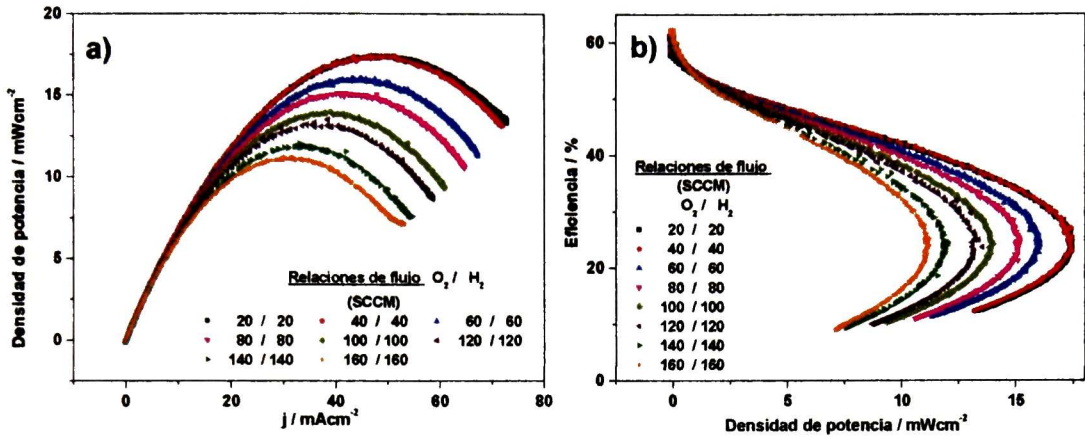 a)
Densidad de potencia / mWcm⁻²
20
15
10
5
0
Relaciones de flujo O₂ / H₂
(SCCM)
20 / 20 40 / 40 60 / 60
80 / 80 100 / 100 120 / 120
140 / 140 160 / 160
0 20 40 60 80
j / mAcm⁻²
b)
Eficiencia / %
60
40
20
0
Relaciones de flujo
(SCCM)
O₂ / H₂
20 / 20
40 / 40
60 / 60
80 / 80
100 / 100
120 / 120
140 / 140
160 / 160
0 5 10 15
Densidad de potencia / mWcm⁻²